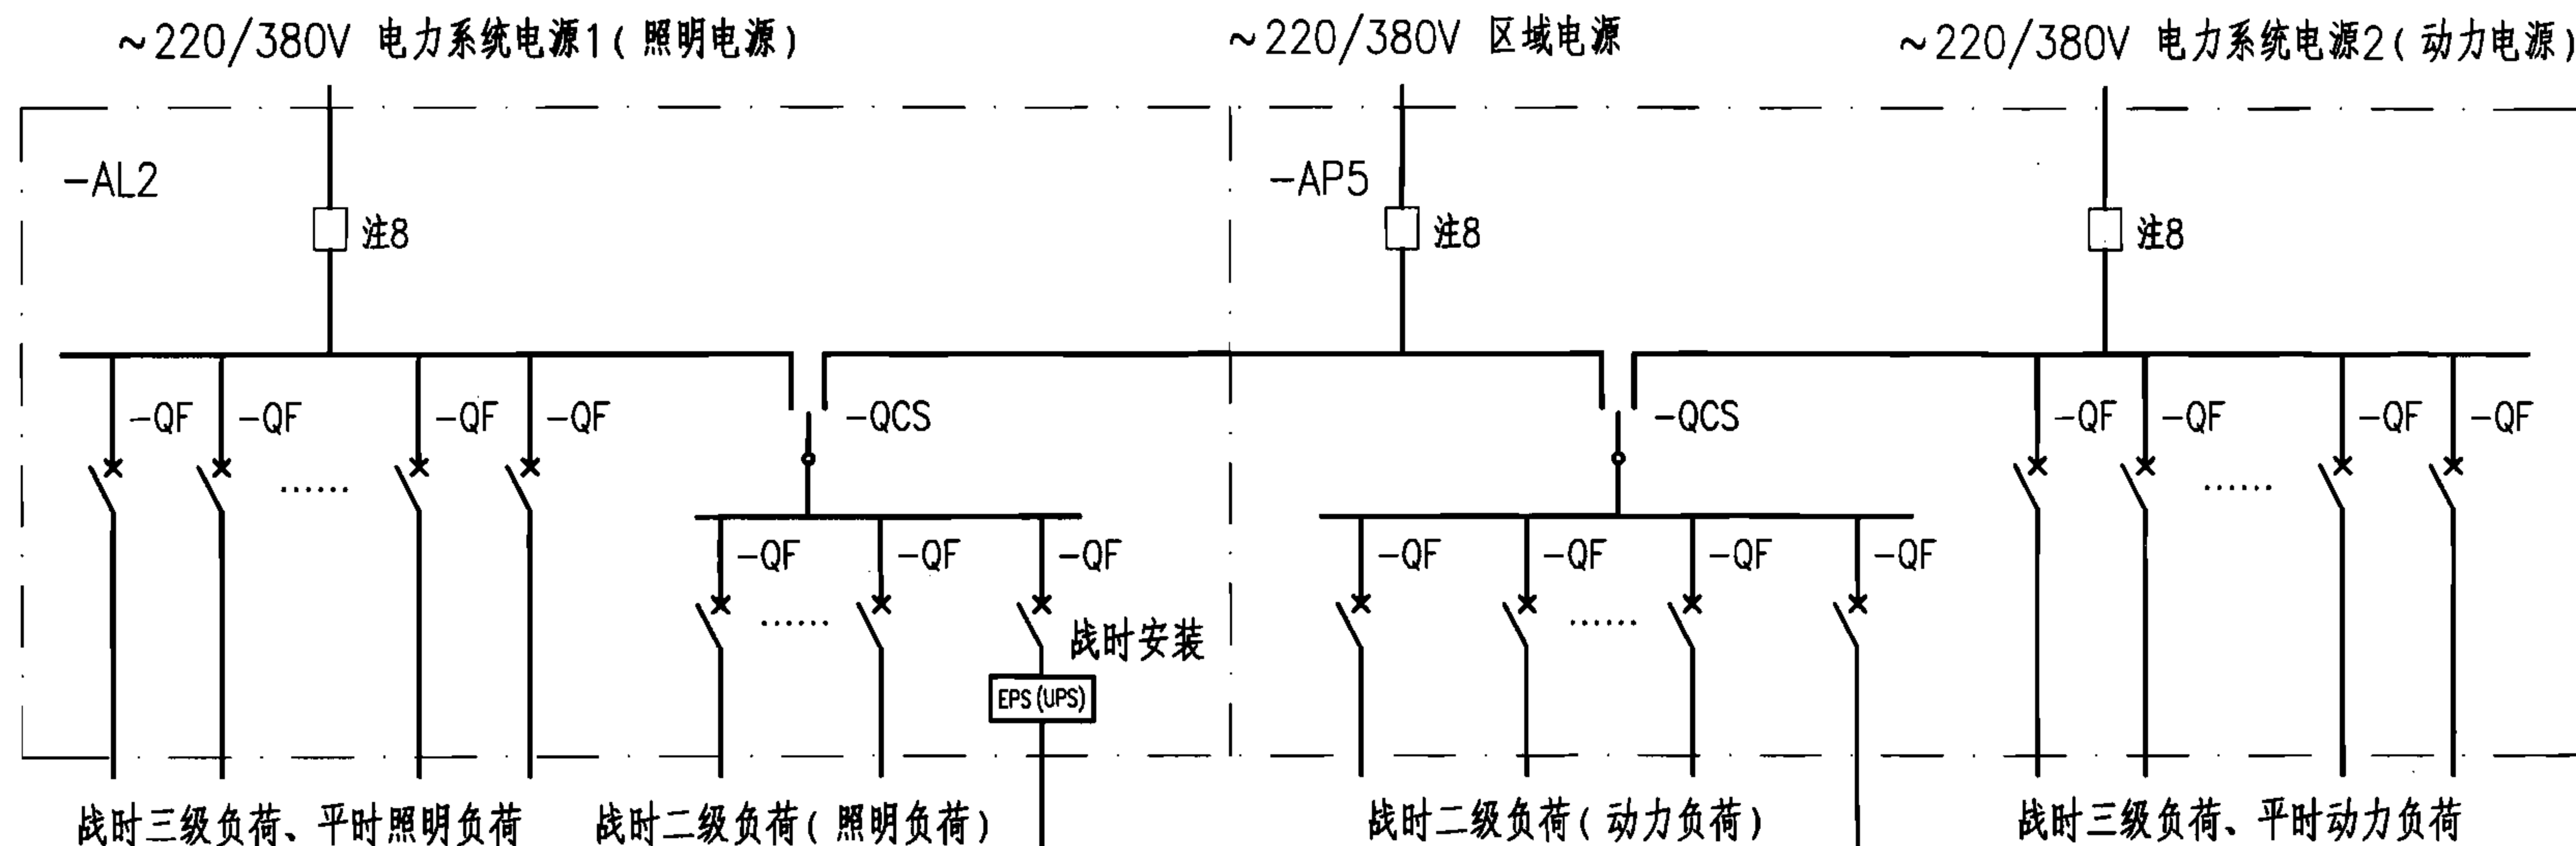 ~220/380V 电力系统电源1(照明电源)
~220/380V 区域电源
~220/380V 电力系统电源2(动力电源)
-AL2
-AP5
注8
注8
注8
-QF
-QF
-QF
-QF
-QCS
-QCS
-QF
-QF
-QF
-QF
-QF
-QF
-QF
-QF
-QF
-QF
-QF
......
......
......
......
战时安装
EPS(UPS)
战时三级负荷、平时照明负荷
战时二级负荷(照明负荷)
战时二级负荷(动力负荷)
战时三级负荷、平时动力负荷